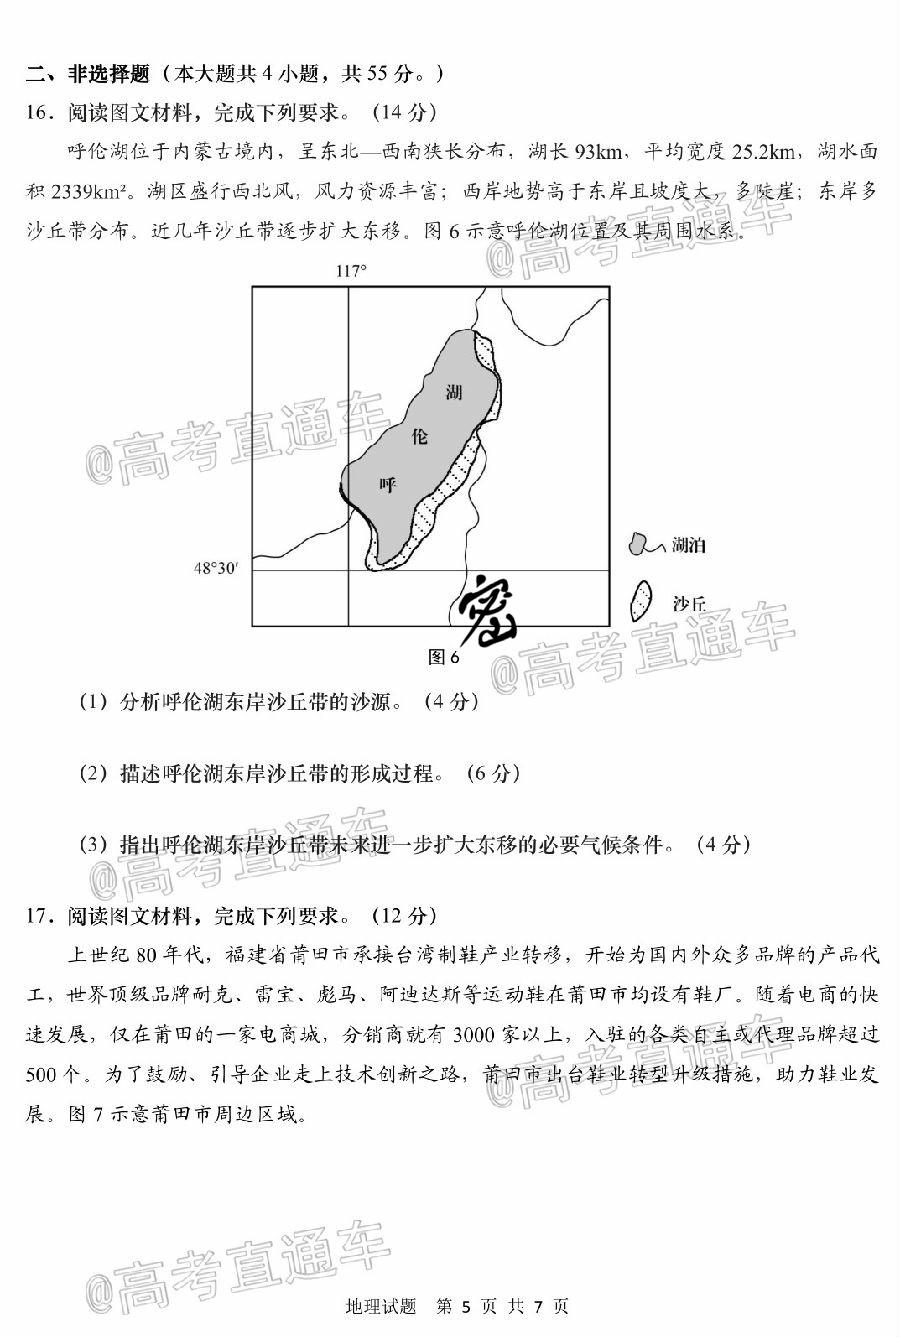 二、非选择题（本大题共 4 小题，共 55 分。）
16．阅读图文材料，完成下列要求。（14 分）
呼伦湖位于内蒙古境内，呈东北—西南狭长分布，湖长 93km，平均宽度 25.2km，湖水面
积 2339km²。湖区盛行西北风，风力资源丰富；西岸地势高于东岸且坡度大，多陡崖；东岸多
沙丘带分布。近几年沙丘带逐步扩大东移。图 6 示意呼伦湖位置及其周围水系。
@高考直通车
117°
湖
伦
呼
@高考直通车
48°30′
湖泊
沙丘
密
图 6
@高考直通车
（1）分析呼伦湖东岸沙丘带的沙源。（4 分）
（2）描述呼伦湖东岸沙丘带的形成过程。（6 分）
（3）指出呼伦湖东岸沙丘带未来进一步扩大东移的必要气候条件。（4 分）
@高考直通车
17．阅读图文材料，完成下列要求。（12 分）
上世纪 80 年代，福建省莆田市承接台湾制鞋产业转移，开始为国内外众多品牌的产品代
工，世界顶级品牌耐克、雷宝、彪马、阿迪达斯等运动鞋在莆田市均设有鞋厂。随着电商的快
速发展，仅在莆田的一家电商城，分销商就有 3000 家以上，入驻的各类自主或代理品牌超过
500 个。为了鼓励、引导企业走上技术创新之路，莆田市出台鞋业转型升级措施，助力鞋业发
展。图 7 示意莆田市周边区域。
@高考直通车
@高考直通车
地理试题 第 5 页 共 7 页